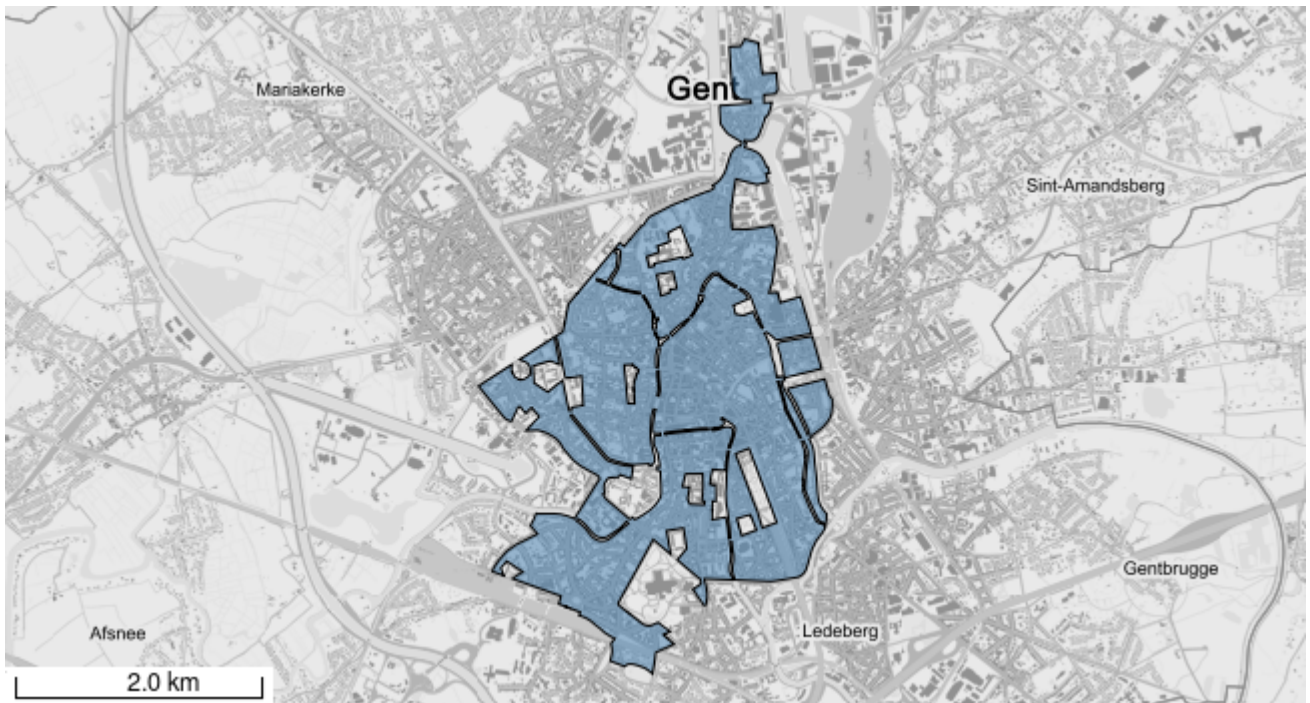 Gent
Mariakerke
Sint-Amandsberg
Gentbrugge
Afsnee
Ledeberg
2.0 km